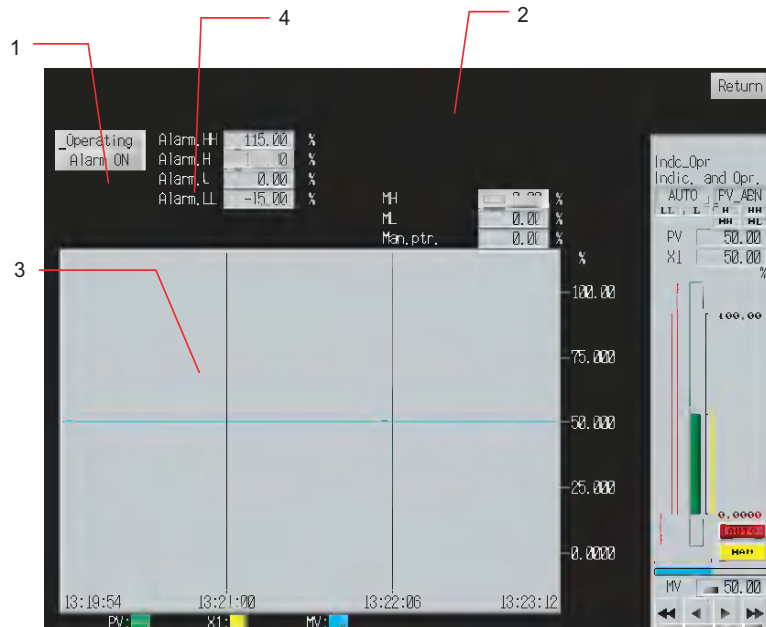 4
2
1
Return
_Operating
Alarm ON
Alarm.HH 115.00 %
Alarm.H %
Alarm.L 0.00 %
Alarm.LL -15.00 %
MH %
ML 0.00 %
Man.ptr. 0.00 %
3
%
100.00
75.000
50.000
25.000
0.0000
13:19:54 13:21:00 13:22:06 13:23:12
PV: X1: MV:
Indc_Opr
Indic. and Opr.
AUTO PV_ABN
LL L H HH
MH ML
PV 50.00
X1 50.00
%
100.00
0.0000
AUTO
MAN
MV 50.00